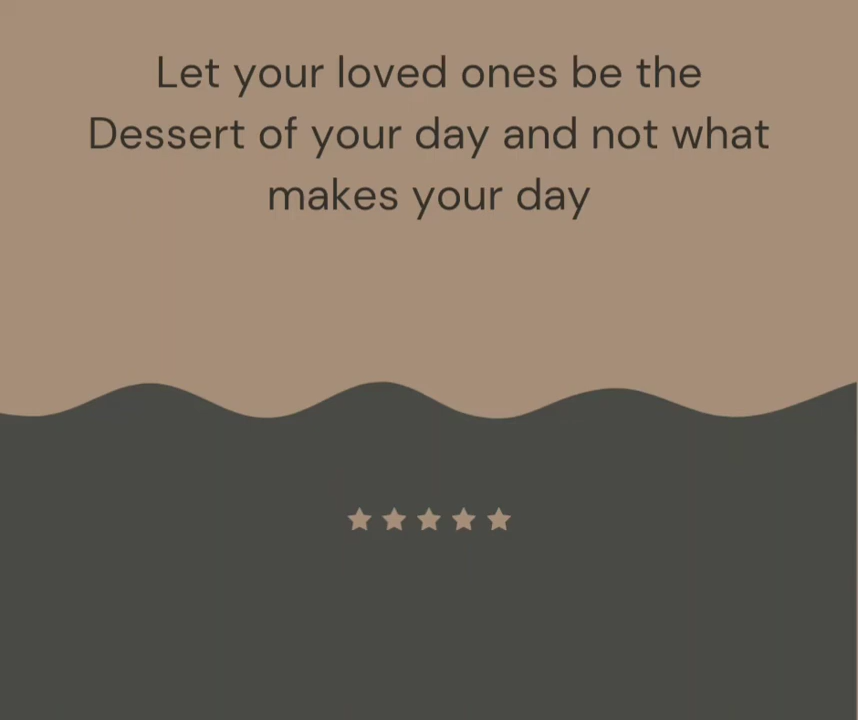 Let your loved ones be the
Dessert of your day and not what
makes your day